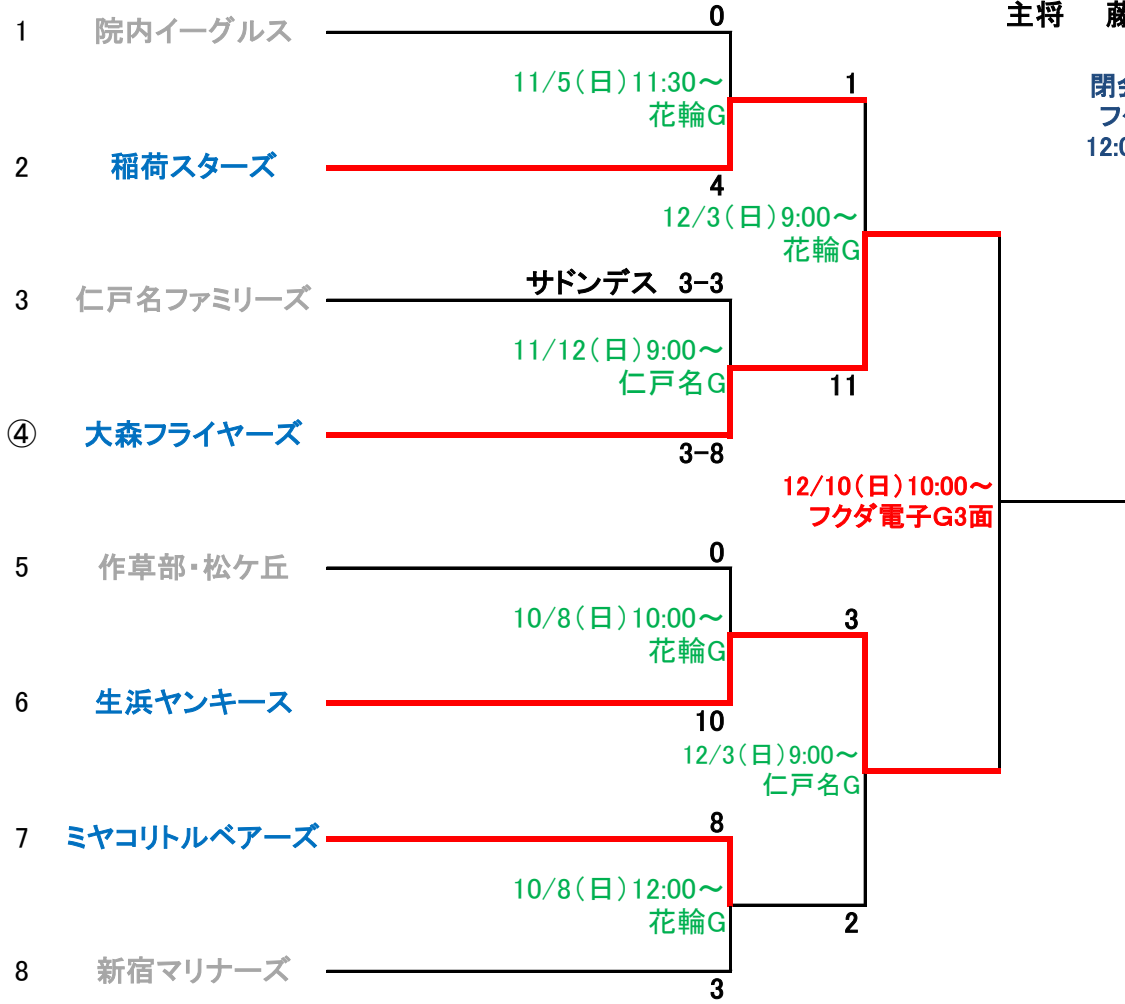 主将 藤
0
1 院内イーグルス
11/5(日)11:30～
花輪G
1
閉会
フク
12:0
2 稲荷スターズ
4
12/3(日)9:00～
花輪G
サドンデス 3-3
3 仁戸名ファミリーズ
11/12(日)9:00～
仁戸名G
11
④ 大森フライヤーズ
3-8
12/10(日)10:00～
フクダ電子G3面
0
5 作草部・松ケ丘
10/8(日)10:00～
花輪G
3
6 生浜ヤンキース
10
12/3(日)9:00～
仁戸名G
8
7 ミヤコリトルベアーズ
10/8(日)12:00～
花輪G
2
8 新宿マリナーズ
3